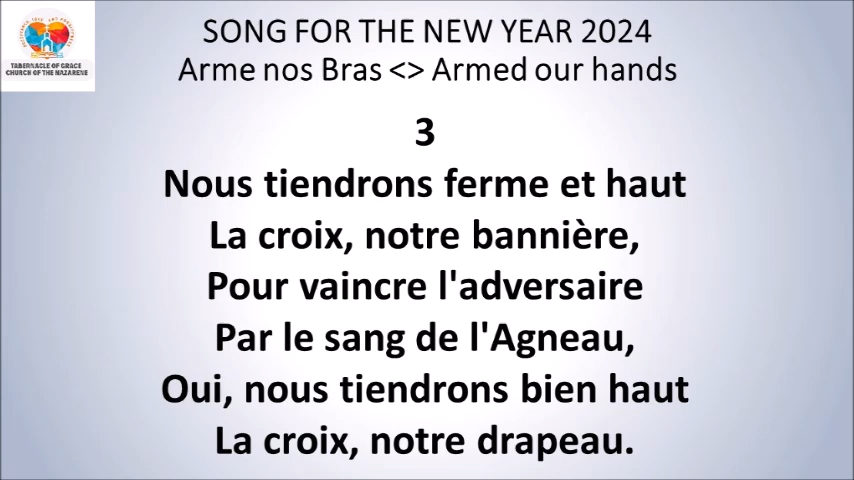 TABERNACLE OF GRACE
CHURCH OF THE NAZARENE
SONG FOR THE NEW YEAR 2024
Arme nos Bras <> Armed our hands
3
Nous tiendrons ferme et haut
La croix, notre bannière,
Pour vaincre l'adversaire
Par le sang de l'Agneau,
Oui, nous tiendrons bien haut
La croix, notre drapeau.